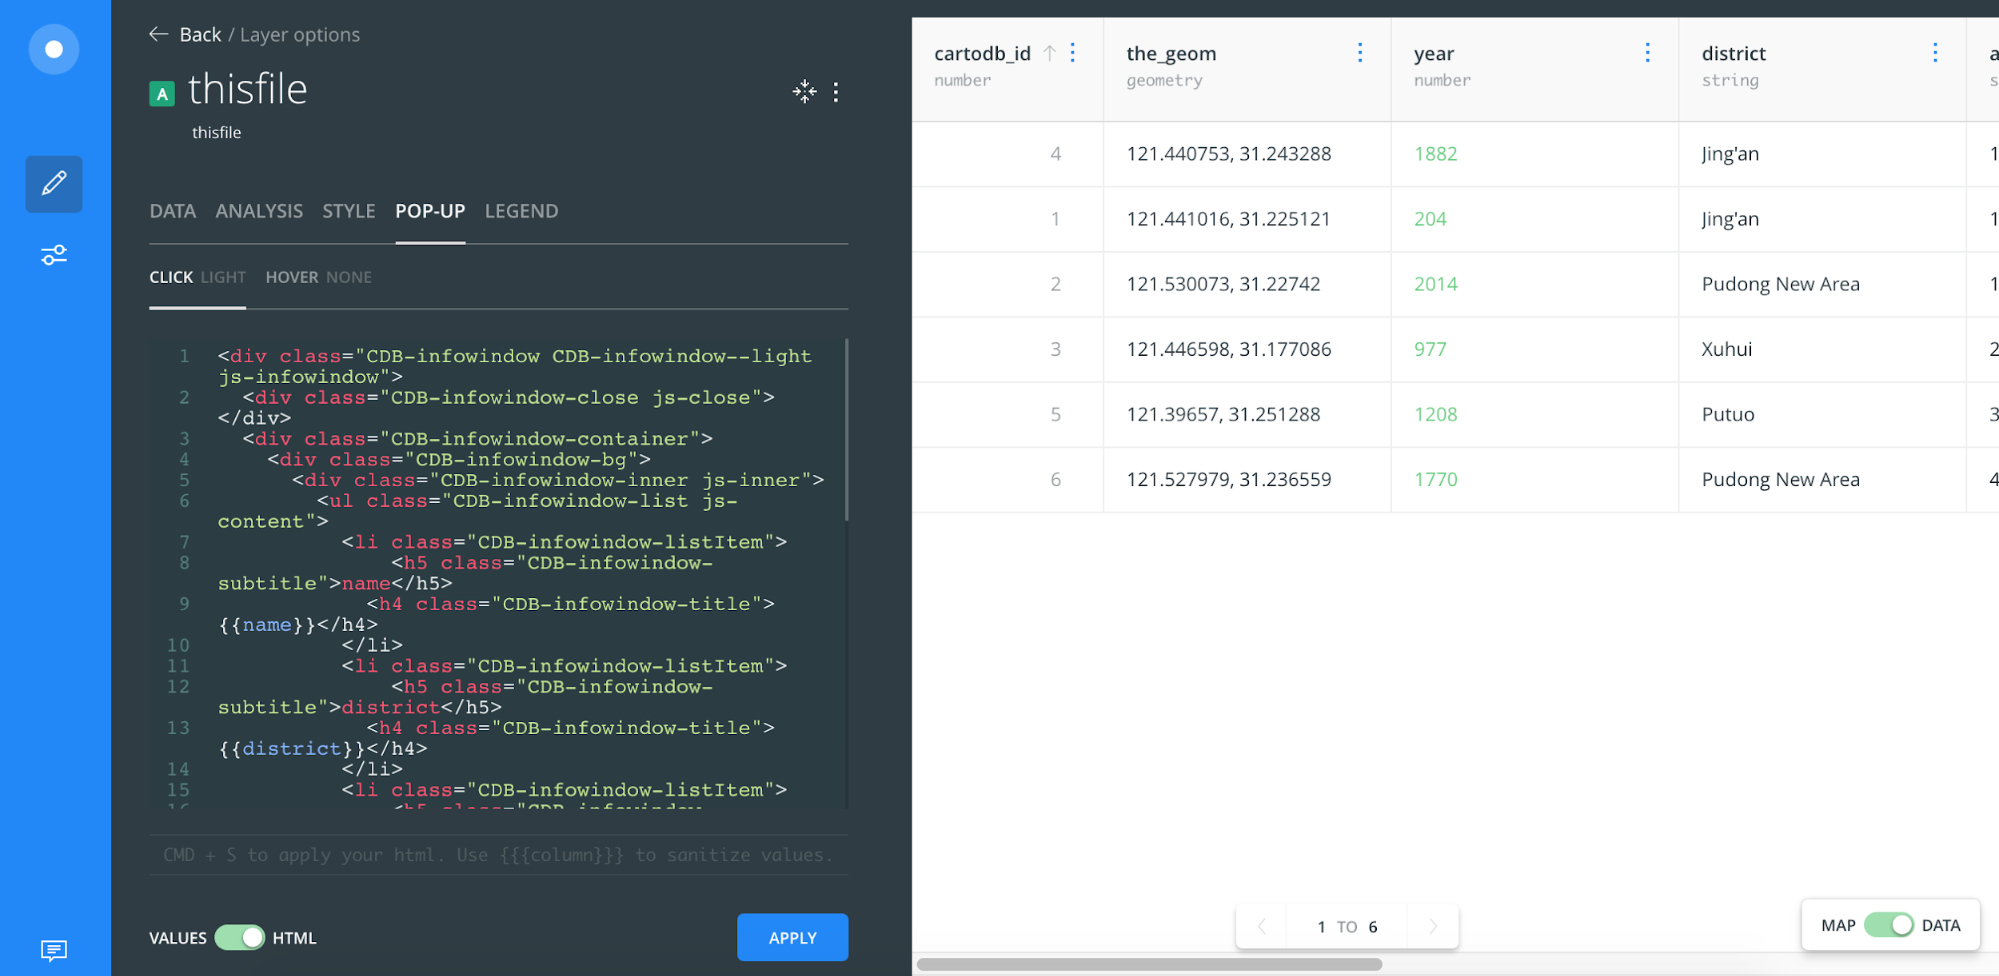 Back / Layer options
A thisfile
thisfile
DATA ANALYSIS STYLE POP-UP LEGEND
CLICK LIGHT HOVER NONE
1 <div class="CDB-infowindow CDB-infowindow--light
js-infowindow">
2 <div class="CDB-infowindow-close js-close">
</div>
3 <div class="CDB-infowindow-container">
4 <div class="CDB-infowindow-bg">
5 <div class="CDB-infowindow-inner js-inner">
6 <ul class="CDB-infowindow-list js-
content">
7 <li class="CDB-infowindow-listItem">
8 <h5 class="CDB-infowindow-
subtitle">name</h5>
9 <h4 class="CDB-infowindow-title">
{{name}}</h4>
10 </li>
11 <li class="CDB-infowindow-listItem">
12 <h5 class="CDB-infowindow-
subtitle">district</h5>
13 <h4 class="CDB-infowindow-title">
{{district}}</h4>
14 </li>
15 <li class="CDB-infowindow-listItem">
16 <h5 class="CDB-infowindow-
CMD + S to apply your html. Use {{{column}}} to sanitize values.
VALUES HTML APPLY
cartodb_id the_geom year district a
number geometry number string s
4 121.440753, 31.243288 1882 Jing'an 1
1 121.441016, 31.225121 204 Jing'an 1
2 121.530073, 31.22742 2014 Pudong New Area 1
3 121.446598, 31.177086 977 Xuhui 2
5 121.39657, 31.251288 1208 Putuo 3
6 121.527979, 31.236559 1770 Pudong New Area 4
1 TO 6
MAP DATA